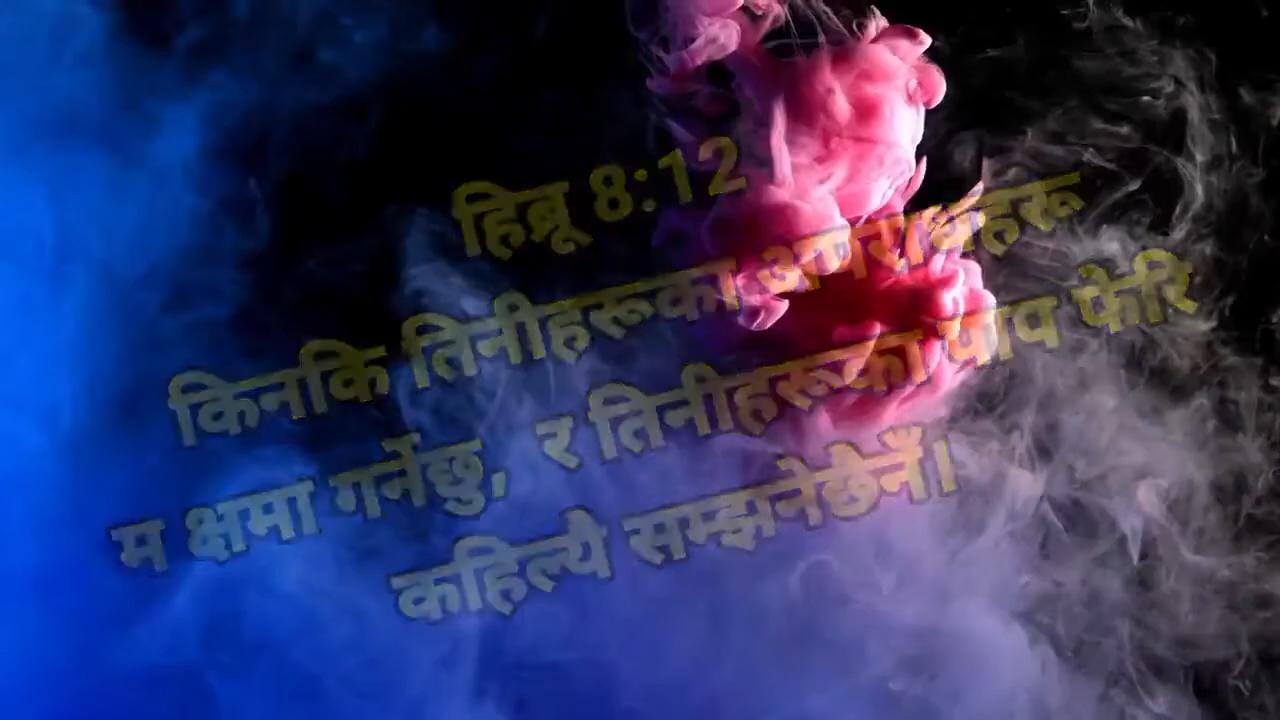 हिब्रू 8:12
किनकि तिनीहरूका अपराधहरू
म क्षमा गर्नेछु, र तिनीहरूका पाप फेरि
कहिल्यै सम्झनेछैनँ।